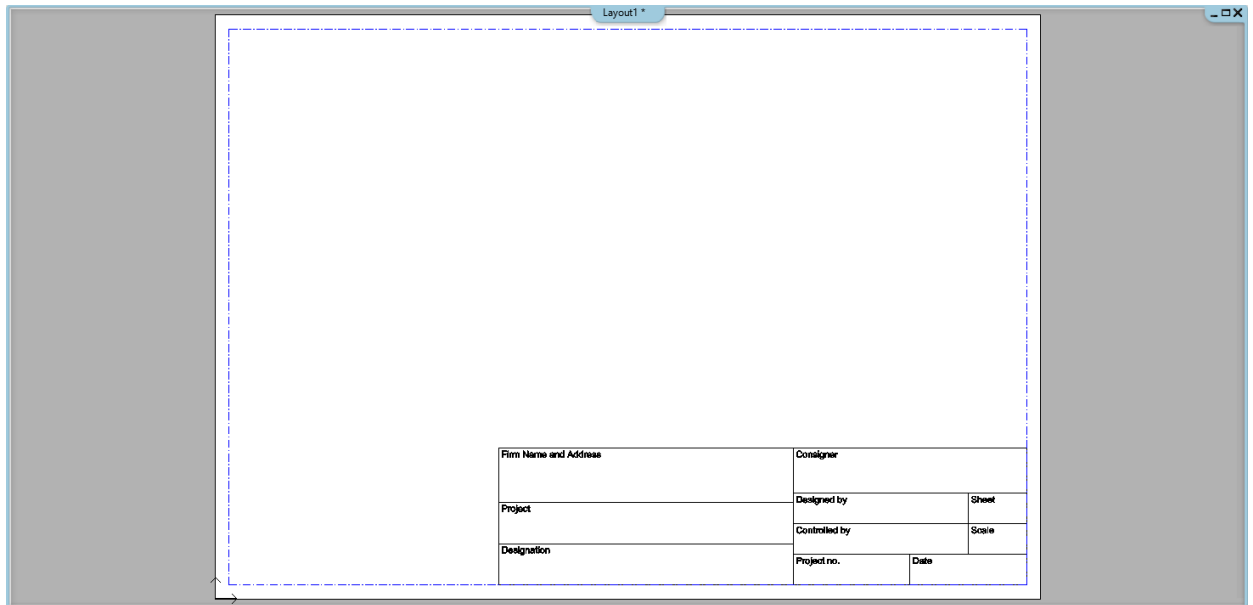 Layout1 *
Firm Name and Address
Consigner
Designed by
Sheet
Project
Controlled by
Scale
Designation
Project no.
Date